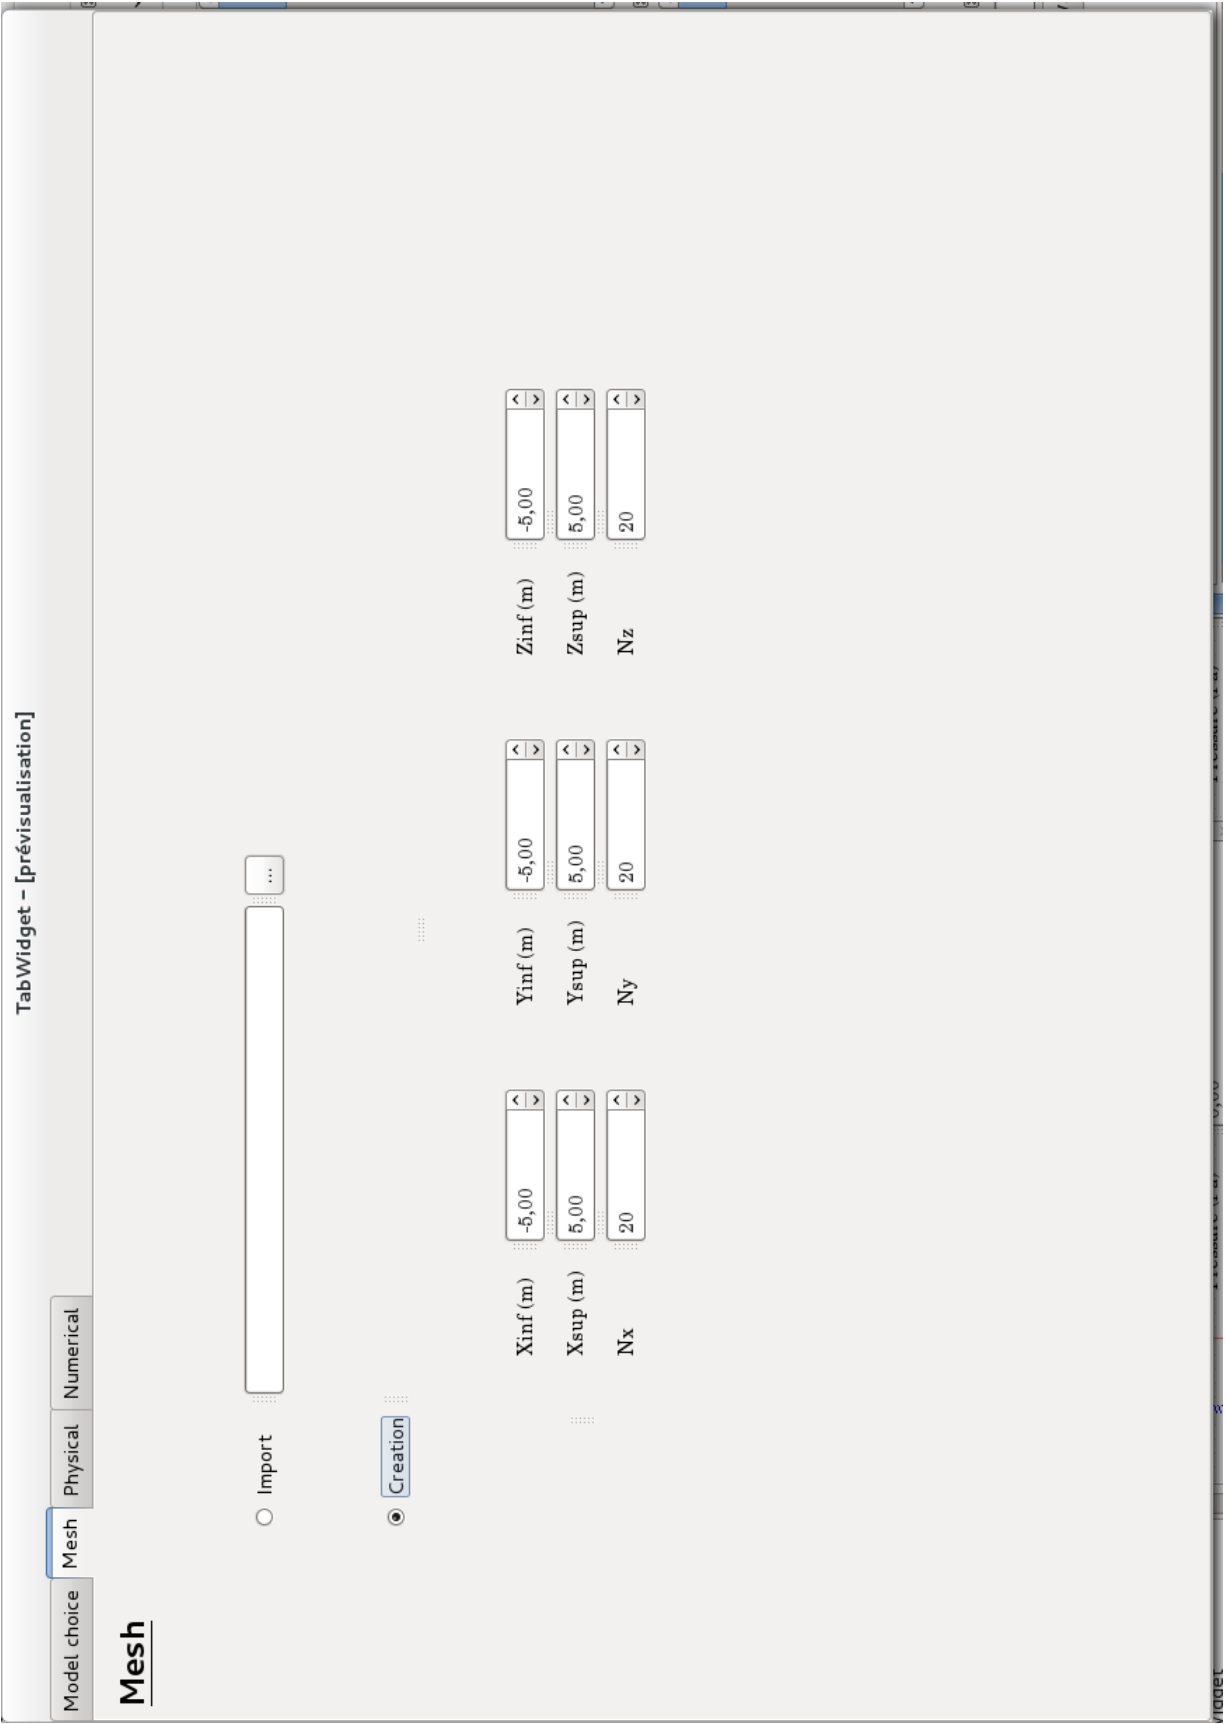 TabWidget – [prévisualisation]
Model choice Mesh Physical Numerical
Mesh
Import ...
Creation
Xinf (m) -5,00 Yinf (m) -5,00 Zinf (m) -5,00
Xsup (m) 5,00 Ysup (m) 5,00 Zsup (m) 5,00
Nx 20 Ny 20 Nz 20